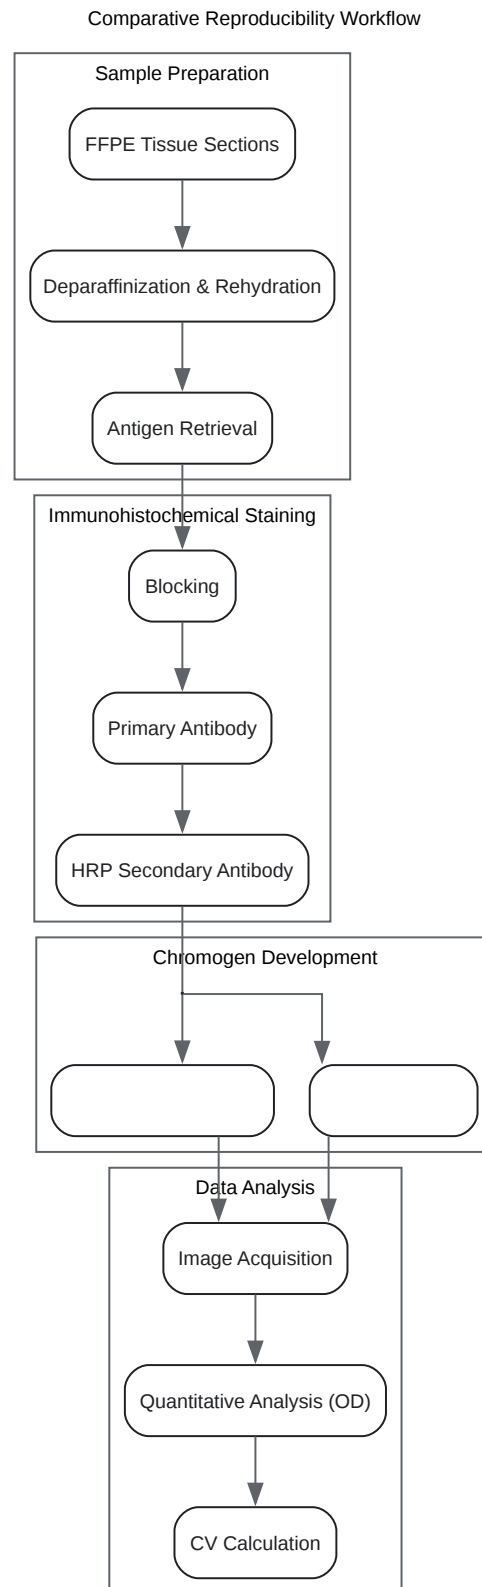 Comparative Reproducibility Workflow
Sample Preparation
FFPE Tissue Sections
Deparaffinization & Rehydration
Antigen Retrieval
Immunohistochemical Staining
Blocking
Primary Antibody
HRP Secondary Antibody
Chromogen Development
Data Analysis
Image Acquisition
Quantitative Analysis (OD)
CV Calculation